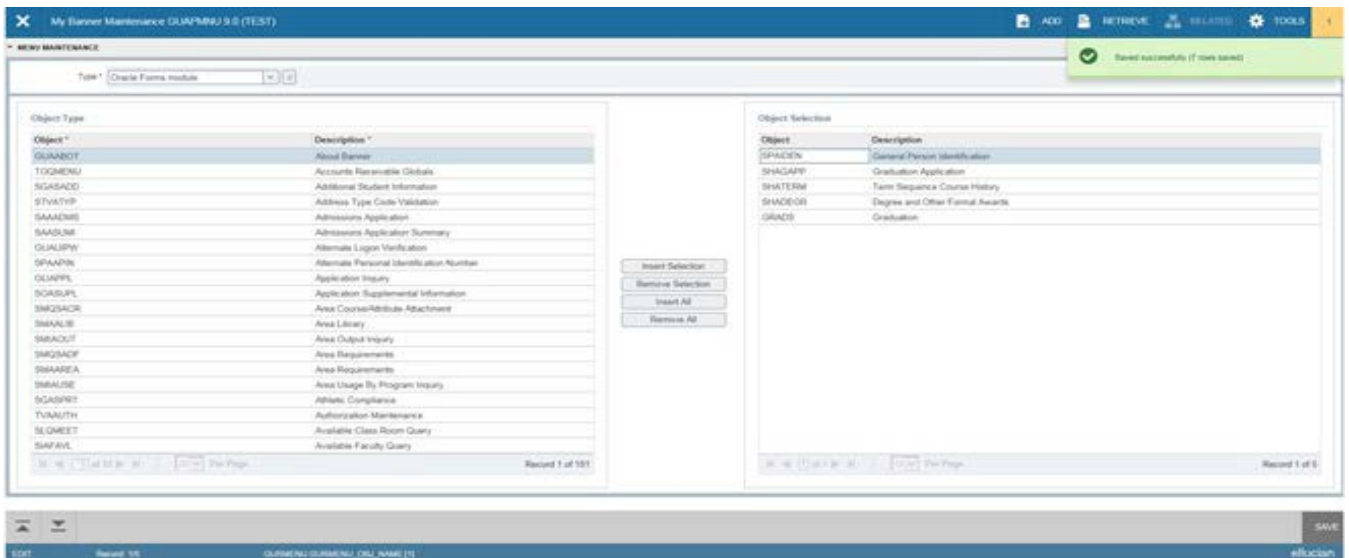 My Banner Maintenance GUAPMNU 9.0 (TEST)
ADD RETRIEVE RELATED TOOLS 1
MENU MAINTENANCE
Saved successfully (7 rows saved)
Type * Oracle Forms module
Object Type
Object * Description *
GUAABOT About Banner
TOQMENU Accounts Receivable Globals
SGASADD Additional Student Information
STVATYP Address Type Code Validation
SAAADMS Admissions Application
SAASUMI Admissions Application Summary
GUAUIPW Alternate Logon Verification
SPAAPIN Alternate Personal Identification Number
GUAPPL Application Inquiry
Application Supplemental Information
SMQSACR Area Course/Attribute Attachment
SMAALIB Area Library
SMIAOUT Area Output Inquiry
SMQSADP Area Requirements
SMAAREA Area Requirements
SMIAUSE Area Usage By Program Inquiry
SGASPRT Athletic Compliance
TVAAUTH Authorization Maintenance
SLQMEET Available Class Room Query
SIAFAVL Available Faculty Query
Per Page Record 1 of 191
Insert Selection
Remove Selection
Insert All
Remove All
Object Selection
Object Description
SPAIDEN General Person Identification
SHAGAPP Graduation Application
SHATERM Term Sequence Course History
SHADEGR Degree and Other Formal Awards
GRADS Graduation
Per Page Record 1 of 5
SAVE
EDIT Record: 1/5 GURMENU.GURMENU_OBJ_NAME [1] ellucian